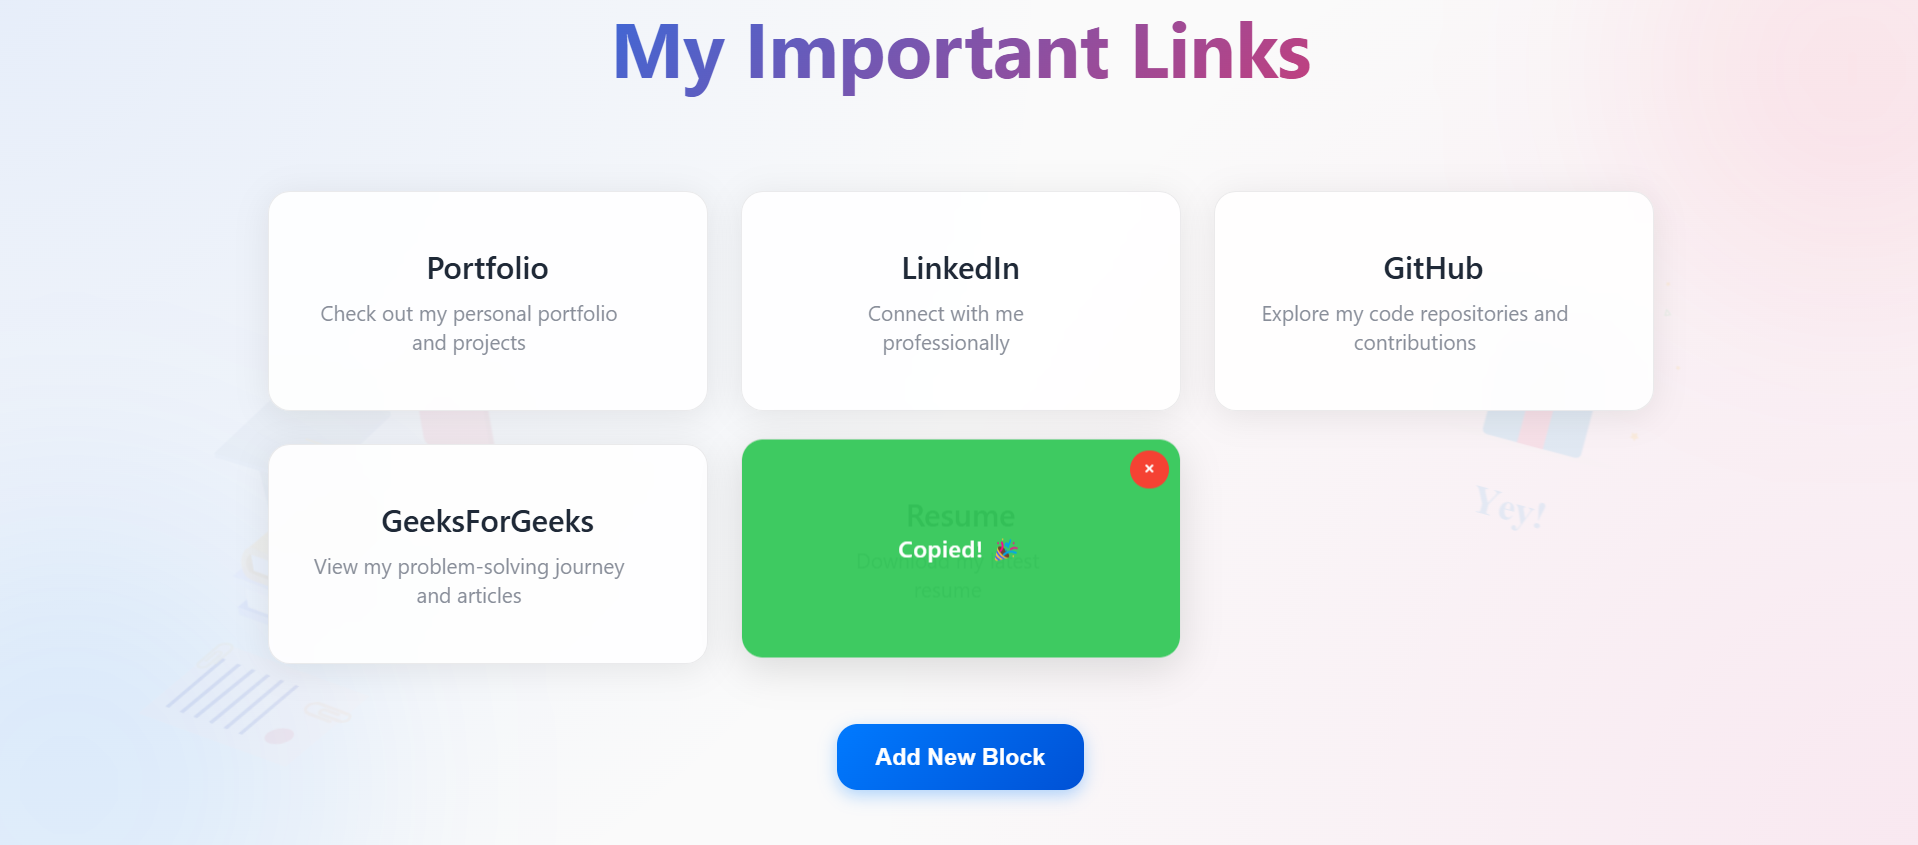 My Important Links
Portfolio
Check out my personal portfolio
and projects
LinkedIn
Connect with me
professionally
GitHub
Explore my code repositories and
contributions
GeeksForGeeks
View my problem-solving journey
and articles
×
Resume
Copied! 🎉
Download my latest
resume
Yey!
Add New Block